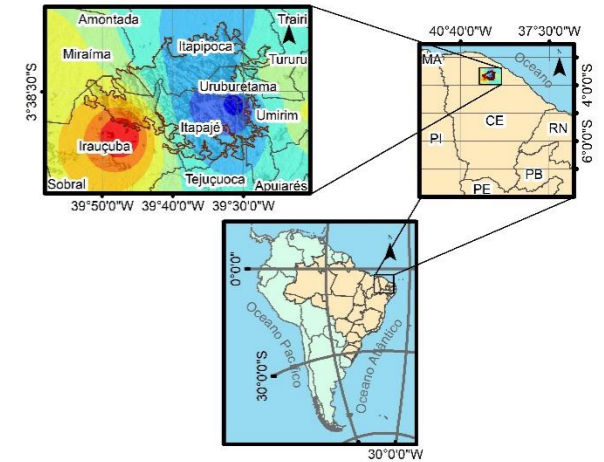 Amontada
Trairi
Miraíma
Itapipoca
Tururu
Uruburetama
Umirim
Itapajé
Irauçuba
Sobral
Tejuçuoca
Apuiarés
3°38'30"S
39°50'0"W
39°40'0"W
39°30'0"W
40°40'0"W
37°30'0"W
MA
Oceano
CE
PI
RN
PB
PE
4°0'0"S
6°0'0"S
0°0'0"
30°0'0"S
Oceano Pacífico
Oceano Atlântico
30°0'0"W